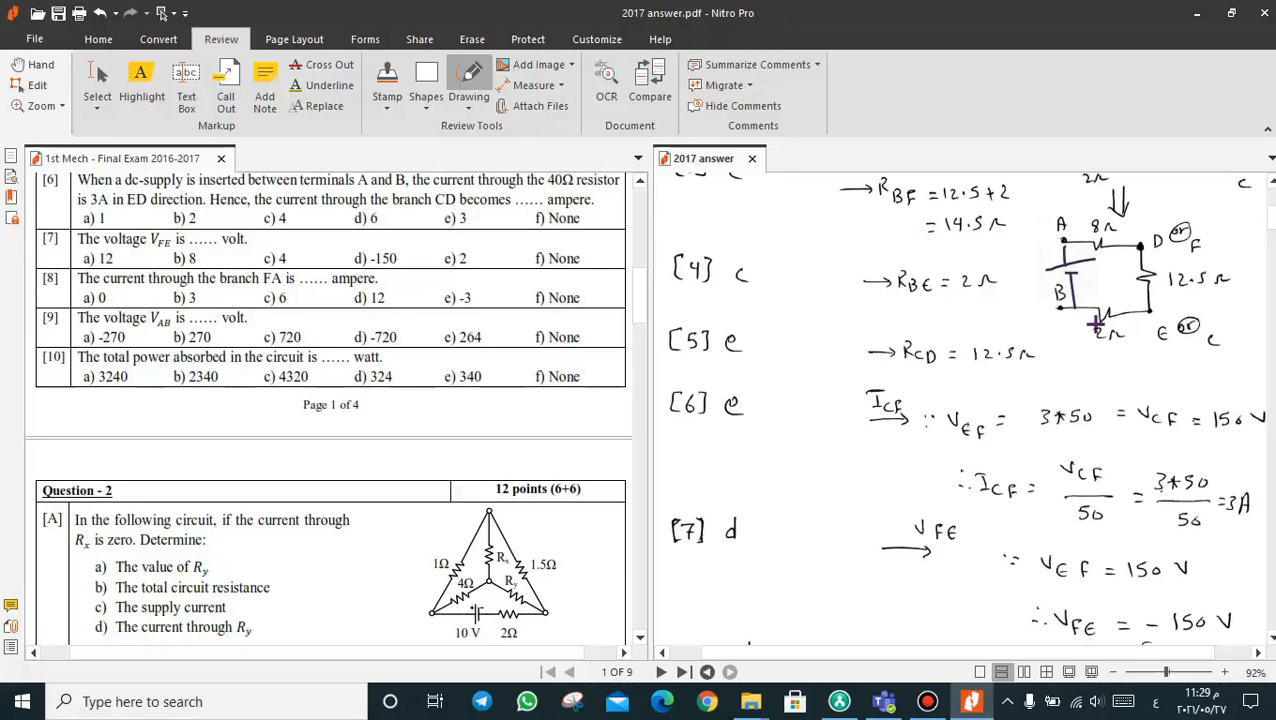 2017 answer.pdf - Nitro Pro
File Home Convert Review Page Layout Forms Share Erase Protect Customize Help
Hand
Edit
Zoom
Select
Highlight
Text Box
Call Out
Add Note
Cross Out
Underline
Replace
Markup
Stamp
Shapes
Drawing
Add Image
Measure
Attach Files
Review Tools
OCR
Compare
Document
Summarize Comments
Migrate
Hide Comments
Comments
1st Mech - Final Exam 2016-2017
[6] When a dc-supply is inserted between terminals A and B, the current through the 40Ω resistor
is 3A in ED direction. Hence, the current through the branch CD becomes …… ampere.
a) 1 b) 2 c) 4 d) 6 e) 3 f) None
[7] The voltage V_FE is …… volt.
a) 12 b) 8 c) 4 d) -150 e) 2 f) None
[8] The current through the branch FA is …… ampere.
a) 0 b) 3 c) 6 d) 12 e) -3 f) None
[9] The voltage V_AB is …… volt.
a) -270 b) 270 c) 720 d) -720 e) 264 f) None
[10] The total power absorbed in the circuit is …… watt.
a) 3240 b) 2340 c) 4320 d) 324 e) 340 f) None
Page 1 of 4
Question - 2 12 points (6+6)
[A] In the following circuit, if the current through
R_x is zero. Determine:
a) The value of R_y
b) The total circuit resistance
c) The supply current
d) The current through R_y
R_x
1Ω
1.5Ω
4Ω
R_y
10 V 2Ω
2017 answer
2Ω
c
→ R_BF = 12.5 + 2
= 14.5 Ω
A 8Ω
D or F
12.5 Ω
B
2Ω
E or C
[4] c → R_BE = 2 Ω
[5] e → R_CD = 12.5 Ω
[6] e I_CF → ∵ V_EF = 3*50 = V_CF = 150 V
∴ I_CF = V_CF / 50 = 3*50 / 50 = 3A
[7] d V_FE → ∵ V_EF = 150 V
∴ V_FE = - 150 V
1 OF 9
92%
Type here to search
ع
11:29 م
٢٠٢١/٠٥/٢٧